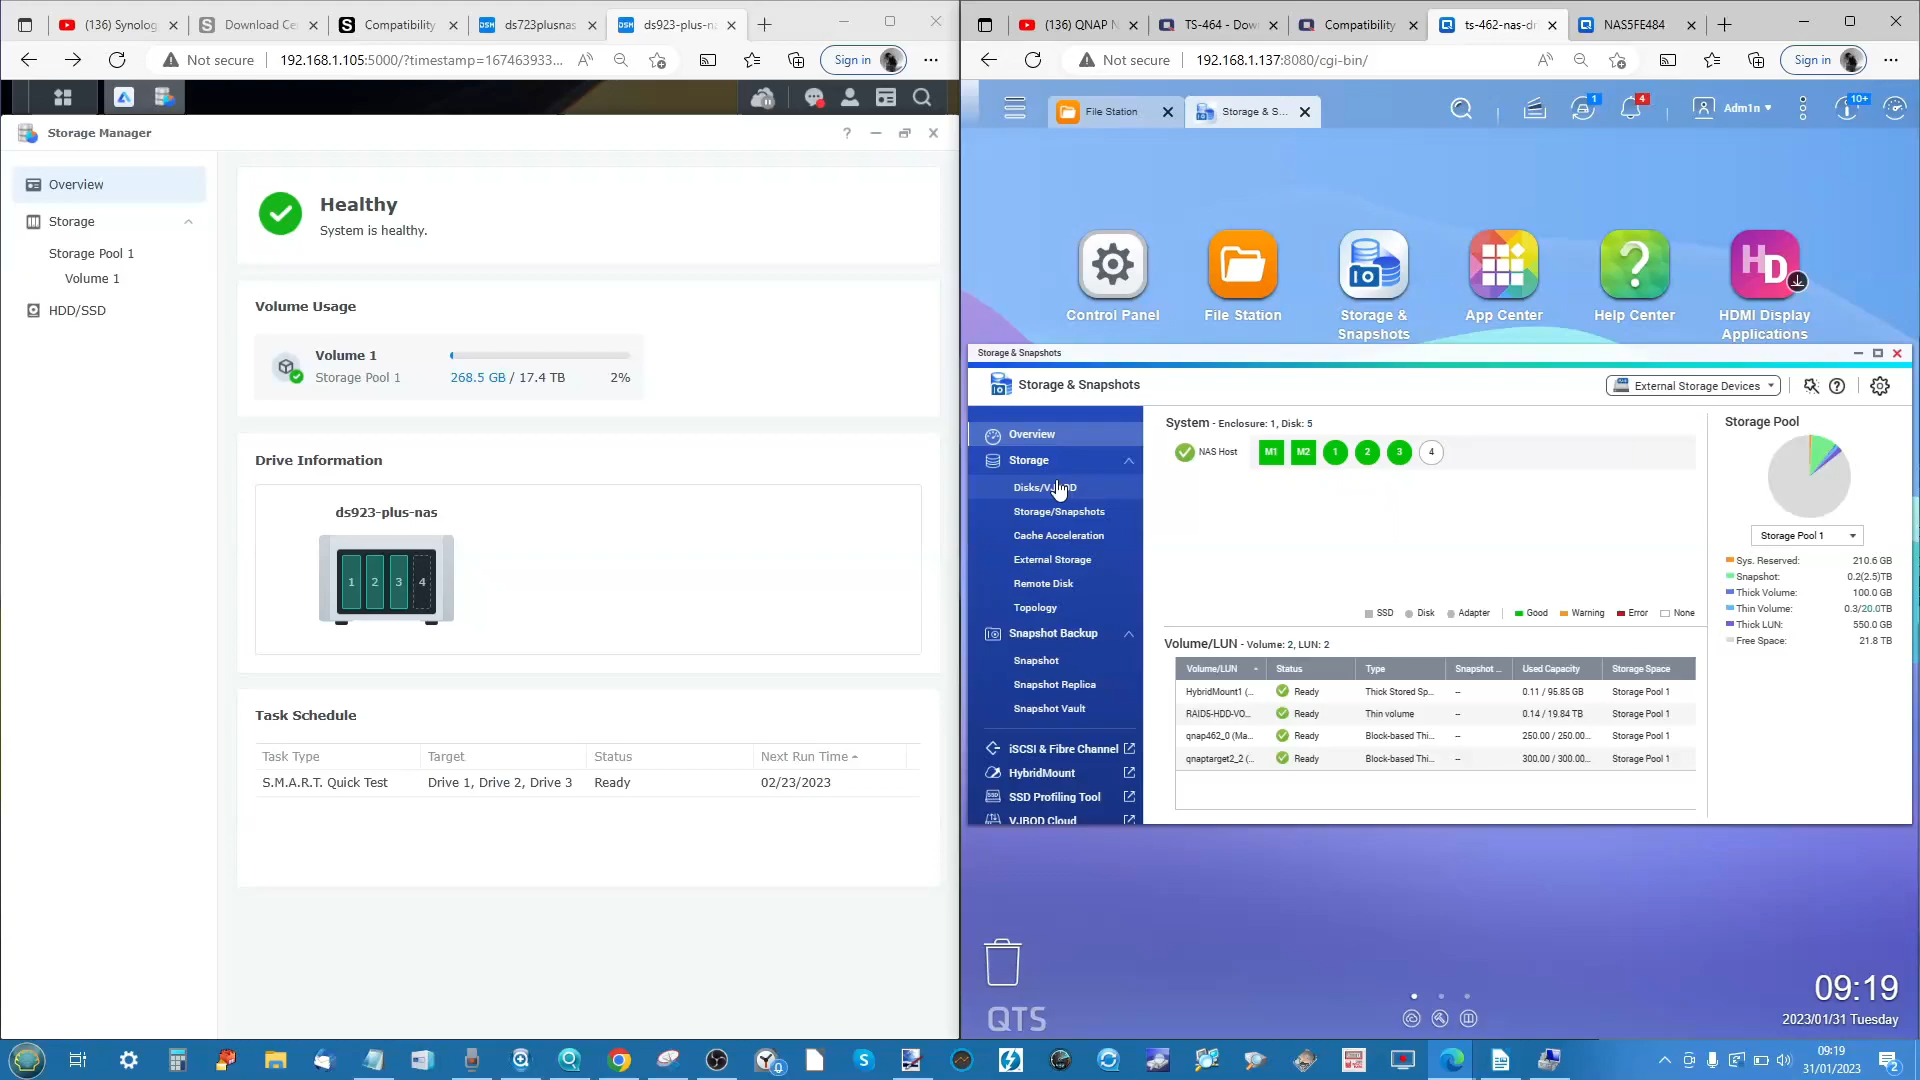 (136) Synolog
Download Ce
Compatibility
ds723plusnas
ds923-plus-n
Not secure
192.168.1.105:5000/?timestamp=167463933...
Sign in
Storage Manager
Overview
Storage
Storage Pool 1
Volume 1
HDD/SSD
Healthy
System is healthy.
Volume Usage
Volume 1
Storage Pool 1
268.5 GB / 17.4 TB
2%
Drive Information
ds923-plus-nas
1 2 3 4
Task Schedule
Task Type Target Status Next Run Time
S.M.A.R.T. Quick Test Drive 1, Drive 2, Drive 3 Ready 02/23/2023
(136) QNAP N
TS-464 - Dow
Compatibility
ts-462-nas-dr
NAS5FE484
Not secure
192.168.1.137:8080/cgi-bin/
Sign in
File Station
Storage & S...
1
4
Adm1n
10+
Control Panel
File Station
Storage &
Snapshots
App Center
Help Center
HDMI Display
Applications
Storage & Snapshots
Storage & Snapshots
External Storage Devices
Overview
Storage
Storage/Snapshots
Cache Acceleration
External Storage
Remote Disk
Topology
Snapshot Backup
Snapshot
Snapshot Replica
Snapshot Vault
iSCSI & Fibre Channel
HybridMount
SSD Profiling Tool
VJBOD Cloud
System - Enclosure: 1, Disk: 5
NAS Host
M1 M2 1 2 3 4
SSD Disk Adapter Good Warning Error None
Volume/LUN - Volume: 2, LUN: 2
Volume/LUN Status Type Snapshot ... Used Capacity Storage Space
HybridMount1 (... Ready Thick Stored Sp... -- 0.11 / 95.85 GB Storage Pool 1
RAID5-HDD-VO... Ready Thin volume -- 0.14 / 19.84 TB Storage Pool 1
qnap462_0 (Ma... Ready Block-based Thi... -- 250.00 / 250.00... Storage Pool 1
qnaptarget2_2 (... Ready Block-based Thi... -- 300.00 / 300.00... Storage Pool 1
Storage Pool
Storage Pool 1
Sys. Reserved: 210.6 GB
Snapshot: 0.2(2.5)TB
Thick Volume: 100.0 GB
Thin Volume: 0.3/20.0TB
Thick LUN: 550.0 GB
Free Space: 21.8 TB
QTS
09:19
2023/01/31 Tuesday
09:19
31/01/2023
2